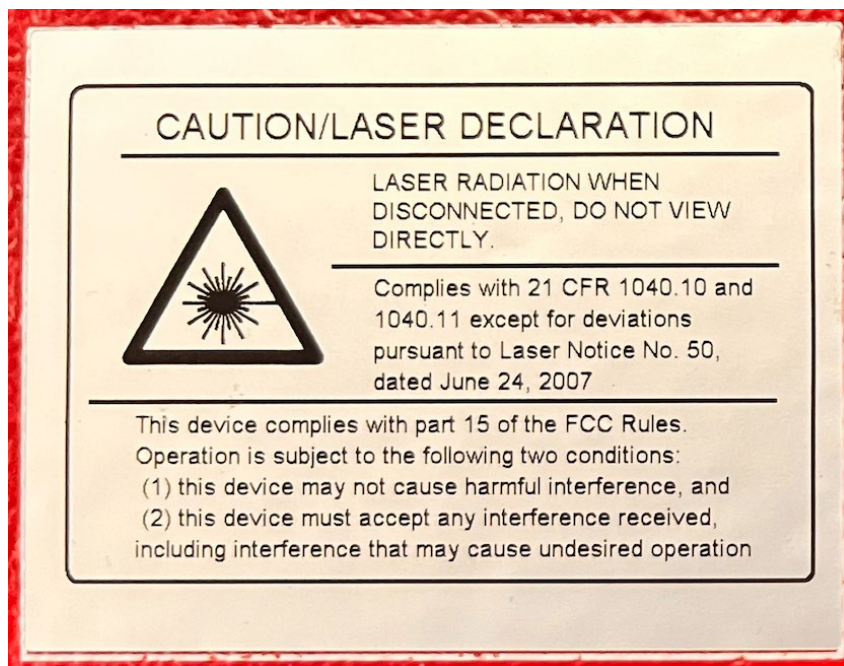 CAUTION/LASER DECLARATION
LASER RADIATION WHEN
DISCONNECTED, DO NOT VIEW
DIRECTLY.
Complies with 21 CFR 1040.10 and
1040.11 except for deviations
pursuant to Laser Notice No. 50,
dated June 24, 2007
This device complies with part 15 of the FCC Rules.
Operation is subject to the following two conditions:
(1) this device may not cause harmful interference, and
(2) this device must accept any interference received,
including interference that may cause undesired operation